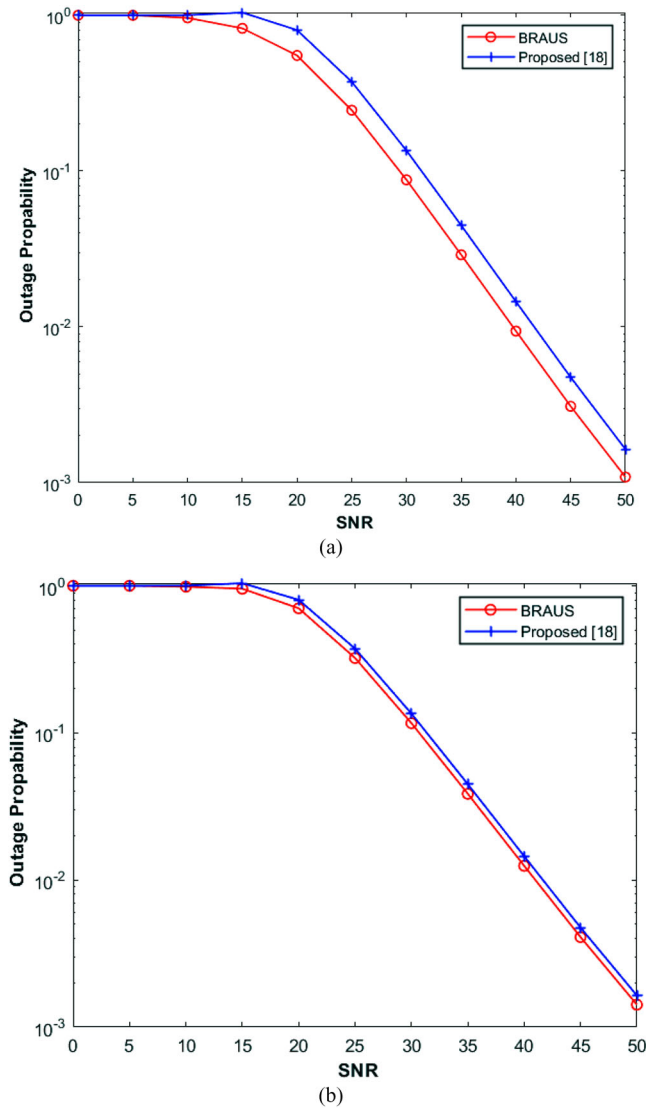 10^0
10^-1
10^-2
10^-3
Outage Propability
BRAUS
Proposed [18]
0 5 10 15 20 25 30 35 40 45 50
SNR
(a)
10^0
10^-1
10^-2
10^-3
Outage Propability
BRAUS
Proposed [18]
0 5 10 15 20 25 30 35 40 45 50
SNR
(b)